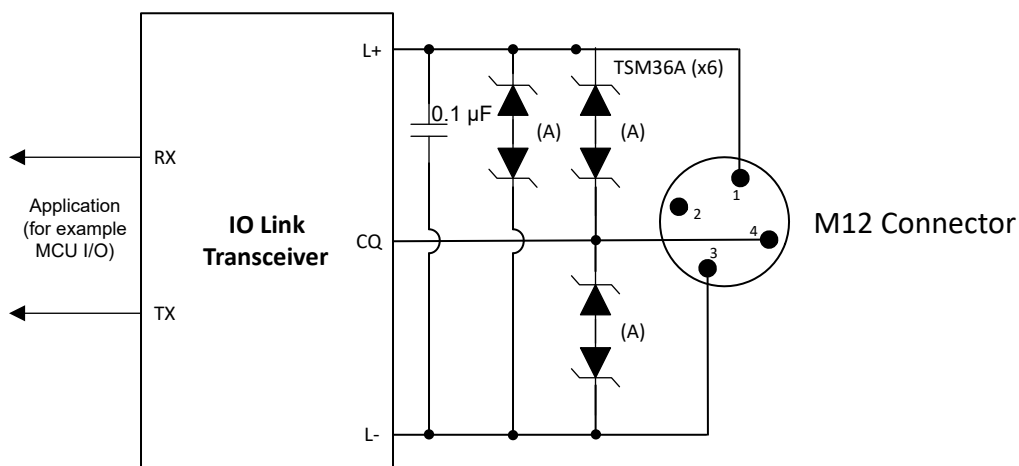 L+
TSM36A (x6)
0.1 µF
(A)
(A)
RX
1
2
Application
(for example
MCU I/O)
IO Link
Transceiver
CQ
4
3
M12 Connector
TX
(A)
L-